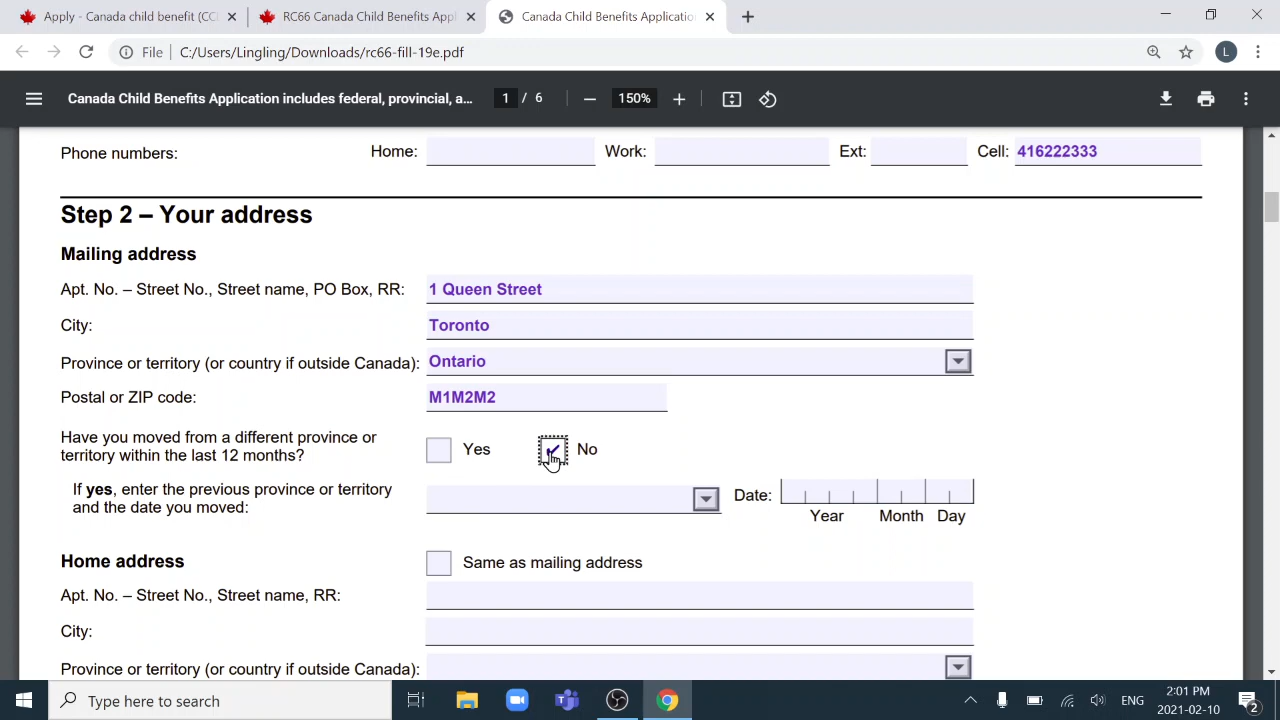 Apply - Canada child benefit (CC
RC66 Canada Child Benefits Appl
Canada Child Benefits Applicatio
File
C:/Users/Lingling/Downloads/rc66-fill-19e.pdf
L
Canada Child Benefits Application includes federal, provincial, a...
1 / 6
150%
Phone numbers:
Home:
Work:
Ext:
Cell: 416222333
Step 2 – Your address
Mailing address
Apt. No. – Street No., Street name, PO Box, RR: 1 Queen Street
City: Toronto
Province or territory (or country if outside Canada): Ontario
Postal or ZIP code: M1M2M2
Have you moved from a different province or
territory within the last 12 months?
Yes
No
If yes, enter the previous province or territory
and the date you moved:
Date:
Year Month Day
Home address
Same as mailing address
Apt. No. – Street No., Street name, RR:
City:
Province or territory (or country if outside Canada):
Type here to search
ENG
2:01 PM
2021-02-10
2